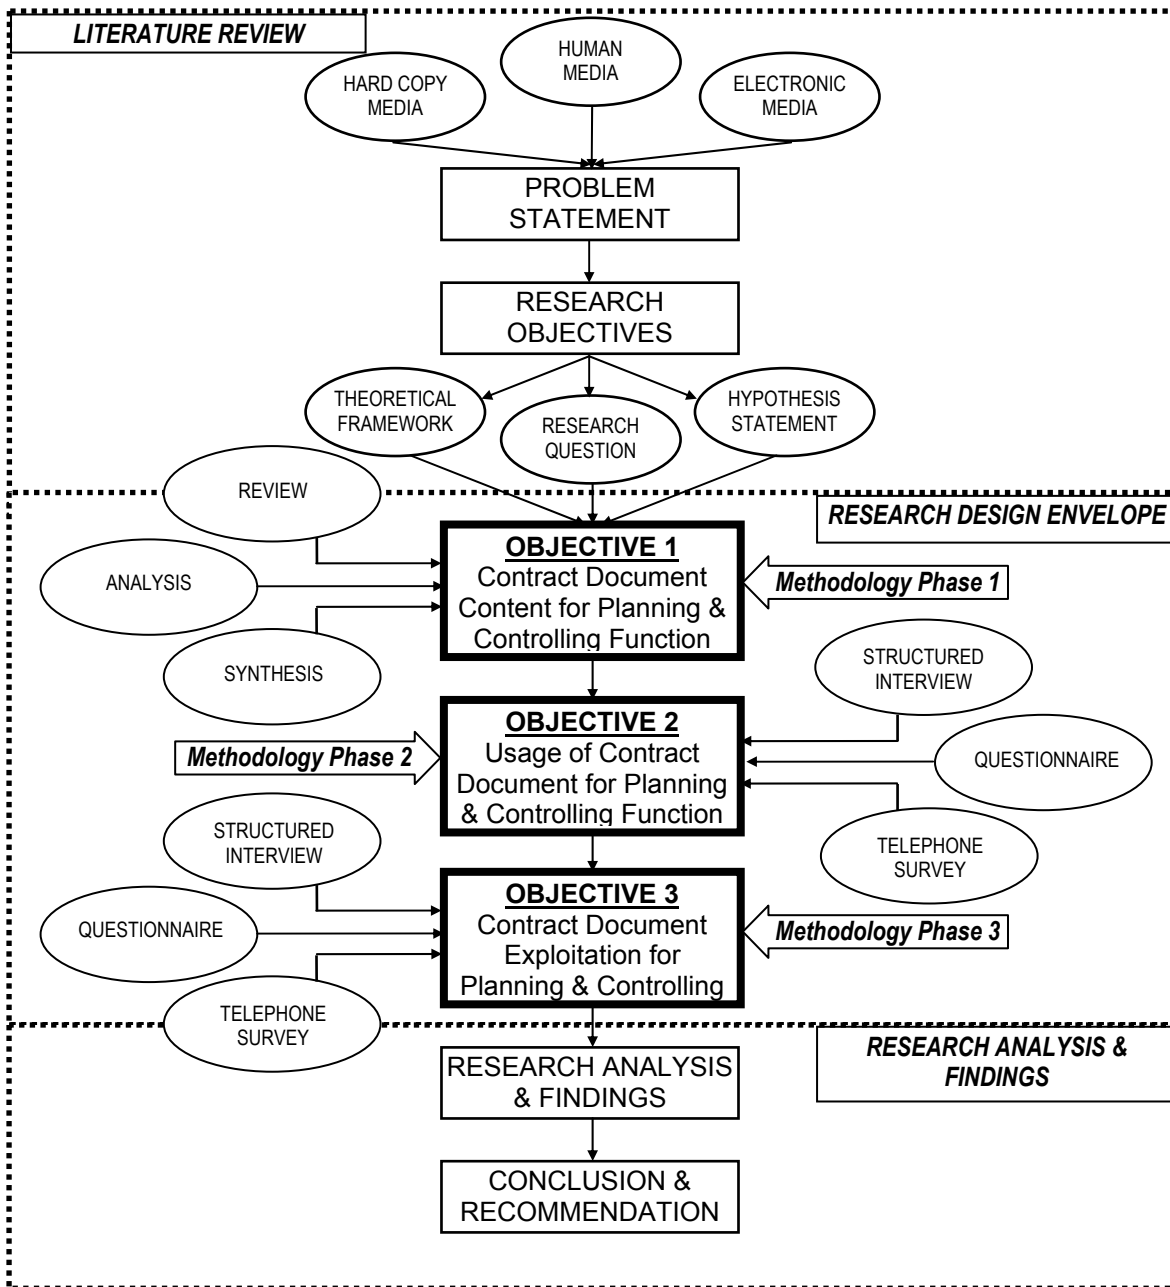 LITERATURE REVIEW
HUMAN
MEDIA
HARD COPY
MEDIA
ELECTRONIC
MEDIA
PROBLEM
STATEMENT
RESEARCH
OBJECTIVES
THEORETICAL
FRAMEWORK
RESEARCH
QUESTION
HYPOTHESIS
STATEMENT
REVIEW
RESEARCH DESIGN ENVELOPE
ANALYSIS
SYNTHESIS
OBJECTIVE 1
Contract Document
Content for Planning &
Controlling Function
Methodology Phase 1
STRUCTURED
INTERVIEW
Methodology Phase 2
OBJECTIVE 2
Usage of Contract
Document for Planning
& Controlling Function
QUESTIONNAIRE
TELEPHONE
SURVEY
STRUCTURED
INTERVIEW
QUESTIONNAIRE
TELEPHONE
SURVEY
OBJECTIVE 3
Contract Document
Exploitation for
Planning & Controlling
Methodology Phase 3
RESEARCH ANALYSIS &
FINDINGS
RESEARCH ANALYSIS
& FINDINGS
CONCLUSION &
RECOMMENDATION